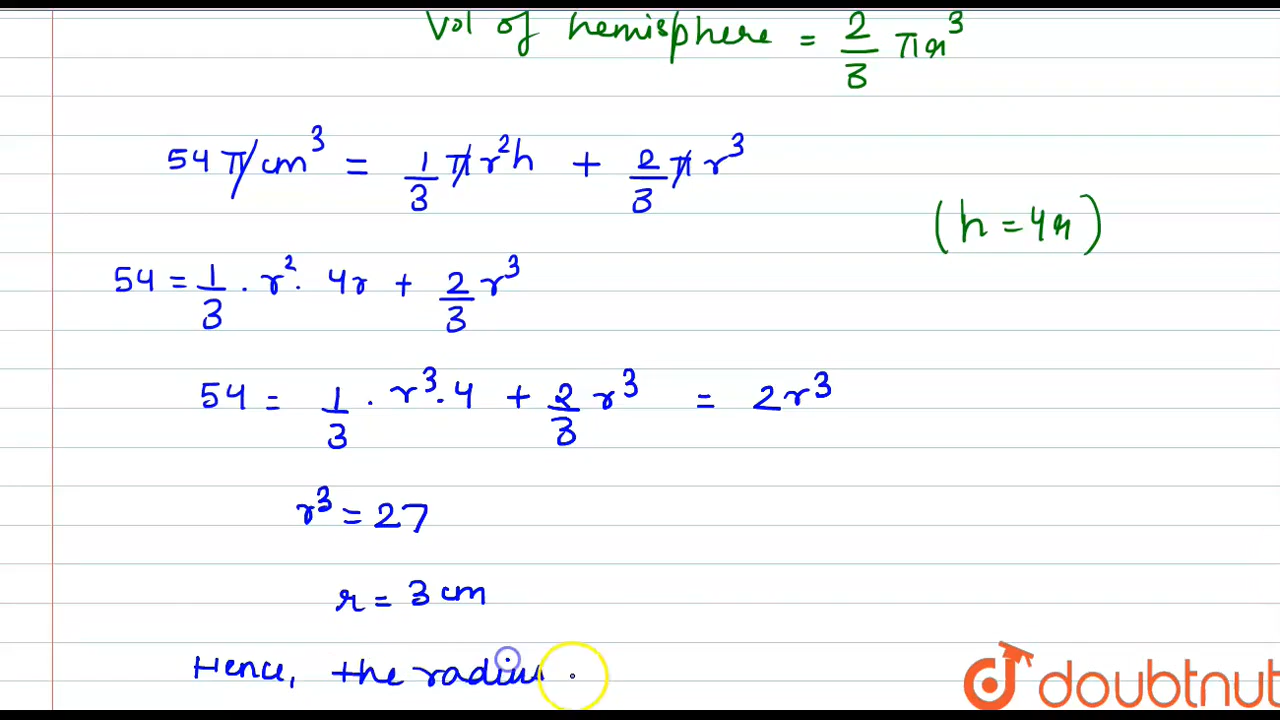 Vol of hemisphere = 2/3 πr³
54π cm³ = 1/3 πr²h + 2/3 πr³
(h = 4r)
54 = 1/3 . r² . 4r + 2/3 r³
54 = 1/3 . r³ . 4 + 2/3 r³ = 2r³
r³ = 27
r = 3 cm
Hence, the radius
doubtnut